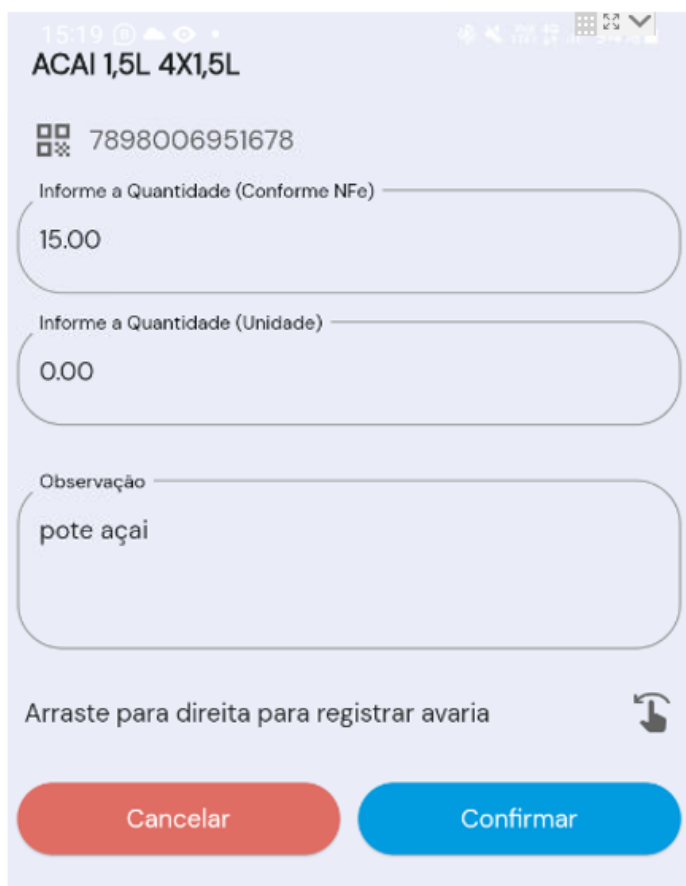 15:19
ACAI 1,5L 4X1,5L
7898006951678
Informe a Quantidade (Conforme NFe)
15.00
Informe a Quantidade (Unidade)
0.00
Observação
pote açai
Arraste para direita para registrar avaria
Cancelar
Confirmar